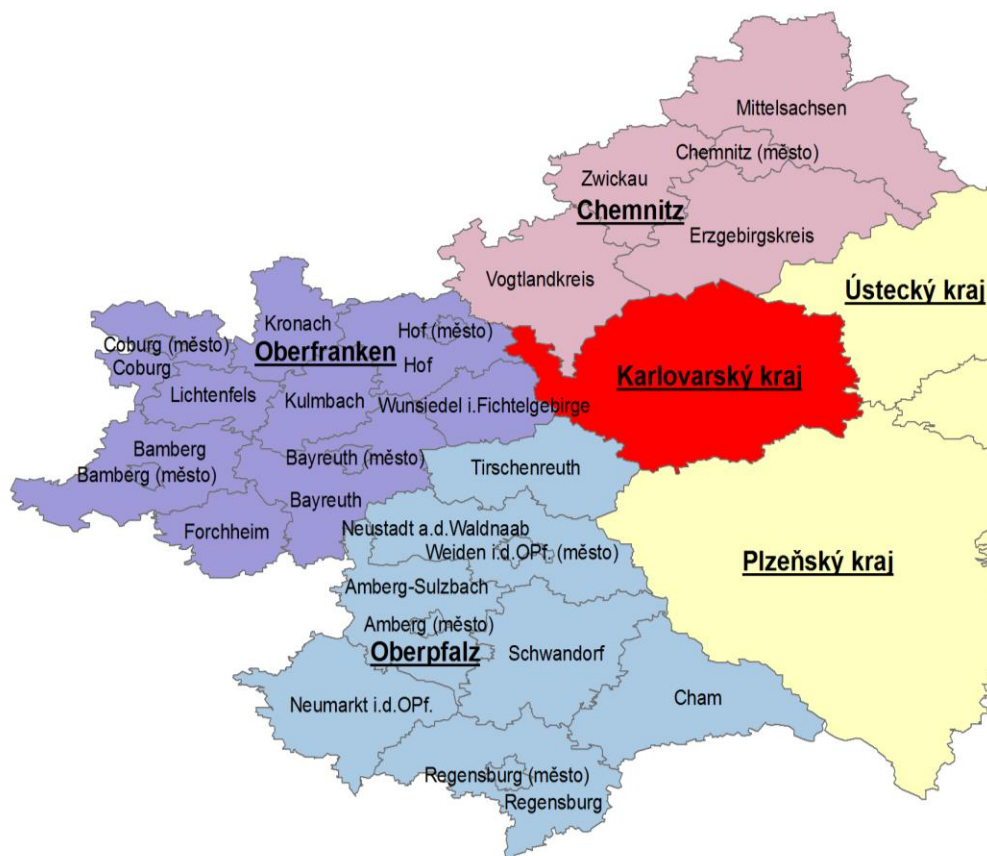 Mittelsachsen
Chemnitz (město)
Zwickau
Chemnitz
Erzgebirgskreis
Vogtlandkreis
Ústecký kraj
Kronach
Hof (město)
Coburg (město)
Oberfranken
Coburg
Hof
Karlovarský kraj
Lichtenfels
Kulmbach
Wunsiedel i.Fichtelgebirge
Bamberg
Bayreuth (město)
Bamberg (město)
Tirschenreuth
Bayreuth
Forchheim
Neustadt a.d.Waldnaab
Weiden i.d.OPf. (město)
Plzeňský kraj
Amberg-Sulzbach
Amberg (město)
Oberpfalz
Schwandorf
Neumarkt i.d.OPf.
Cham
Regensburg (město)
Regensburg